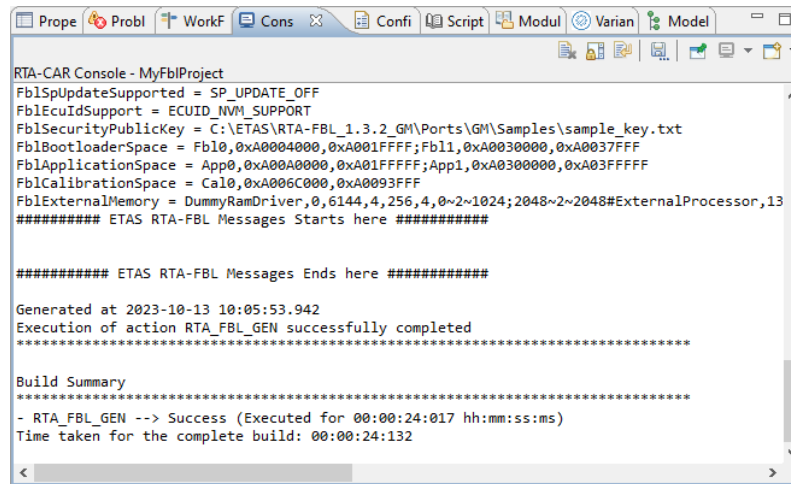 Prope Probl WorkF Cons Confi Script Modul Varian Model
RTA-CAR Console - MyFblProject
FblSpUpdateSupported = SP_UPDATE_OFF
FblEcuIdSupport = ECUID_NVM_SUPPORT
FblSecurityPublicKey = C:\ETAS\RTA-FBL_1.3.2_GM\Ports\GM\Samples\sample_key.txt
FblBootloaderSpace = Fbl0,0xA0004000,0xA001FFFF;Fbl1,0xA0030000,0xA0037FFF
FblApplicationSpace = App0,0xA00A0000,0xA01FFFFF;App1,0xA0300000,0xA03FFFFF
FblCalibrationSpace = Cal0,0xA006C000,0xA0093FFF
FblExternalMemory = DummyRamDriver,0,6144,4,256,4,0~2~1024;2048~2~2048#ExternalProcessor,13
########## ETAS RTA-FBL Messages Starts here ###########
########### ETAS RTA-FBL Messages Ends here ############
Generated at 2023-10-13 10:05:53.942
Execution of action RTA_FBL_GEN successfully completed
*********************************************************************************
Build Summary
*********************************************************************************
- RTA_FBL_GEN --> Success (Executed for 00:00:24:017 hh:mm:ss:ms)
Time taken for the complete build: 00:00:24:132